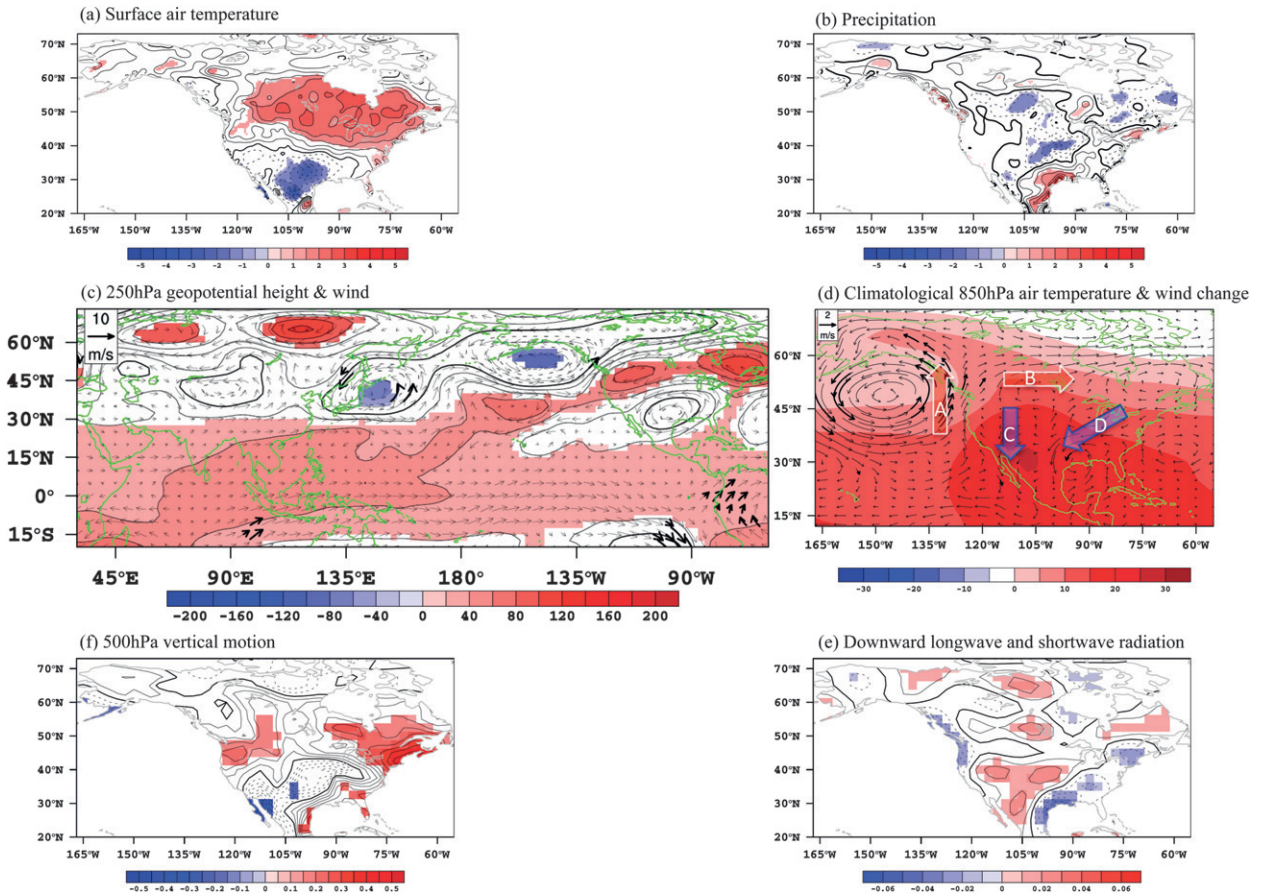 (a) Surface air temperature
(b) Precipitation
70°N
60°N
50°N
40°N
30°N
20°N
165°W 150°W 135°W 120°W 105°W 90°W 75°W 60°W
-5 -4 -3 -2 -1 0 1 2 3 4 5
70°N
60°N
50°N
40°N
30°N
20°N
165°W 150°W 135°W 120°W 105°W 90°W 75°W 60°W
-5 -4 -3 -2 -1 0 1 2 3 4 5
(c) 250hPa geopotential height & wind
(d) Climatological 850hPa air temperature & wind change
10
m/s
60°N
45°N
30°N
15°N
0°
15°S
45°E 90°E 135°E 180° 135°W 90°W
-200 -160 -120 -80 -40 0 40 80 120 160 200
2
m/s
60°N
45°N
30°N
15°N
A
B
C
D
165°W 150°W 135°W 120°W 105°W 90°W 75°W 60°W
-30 -20 -10 0 10 20 30
(f) 500hPa vertical motion
(e) Downward longwave and shortwave radiation
70°N
60°N
50°N
40°N
30°N
20°N
165°W 150°W 135°W 120°W 105°W 90°W 75°W 60°W
-0.5 -0.4 -0.3 -0.2 -0.1 0 0.1 0.2 0.3 0.4 0.5
70°N
60°N
50°N
40°N
30°N
20°N
165°W 150°W 135°W 120°W 105°W 90°W 75°W 60°W
-0.06 -0.04 -0.02 0 0.02 0.04 0.06